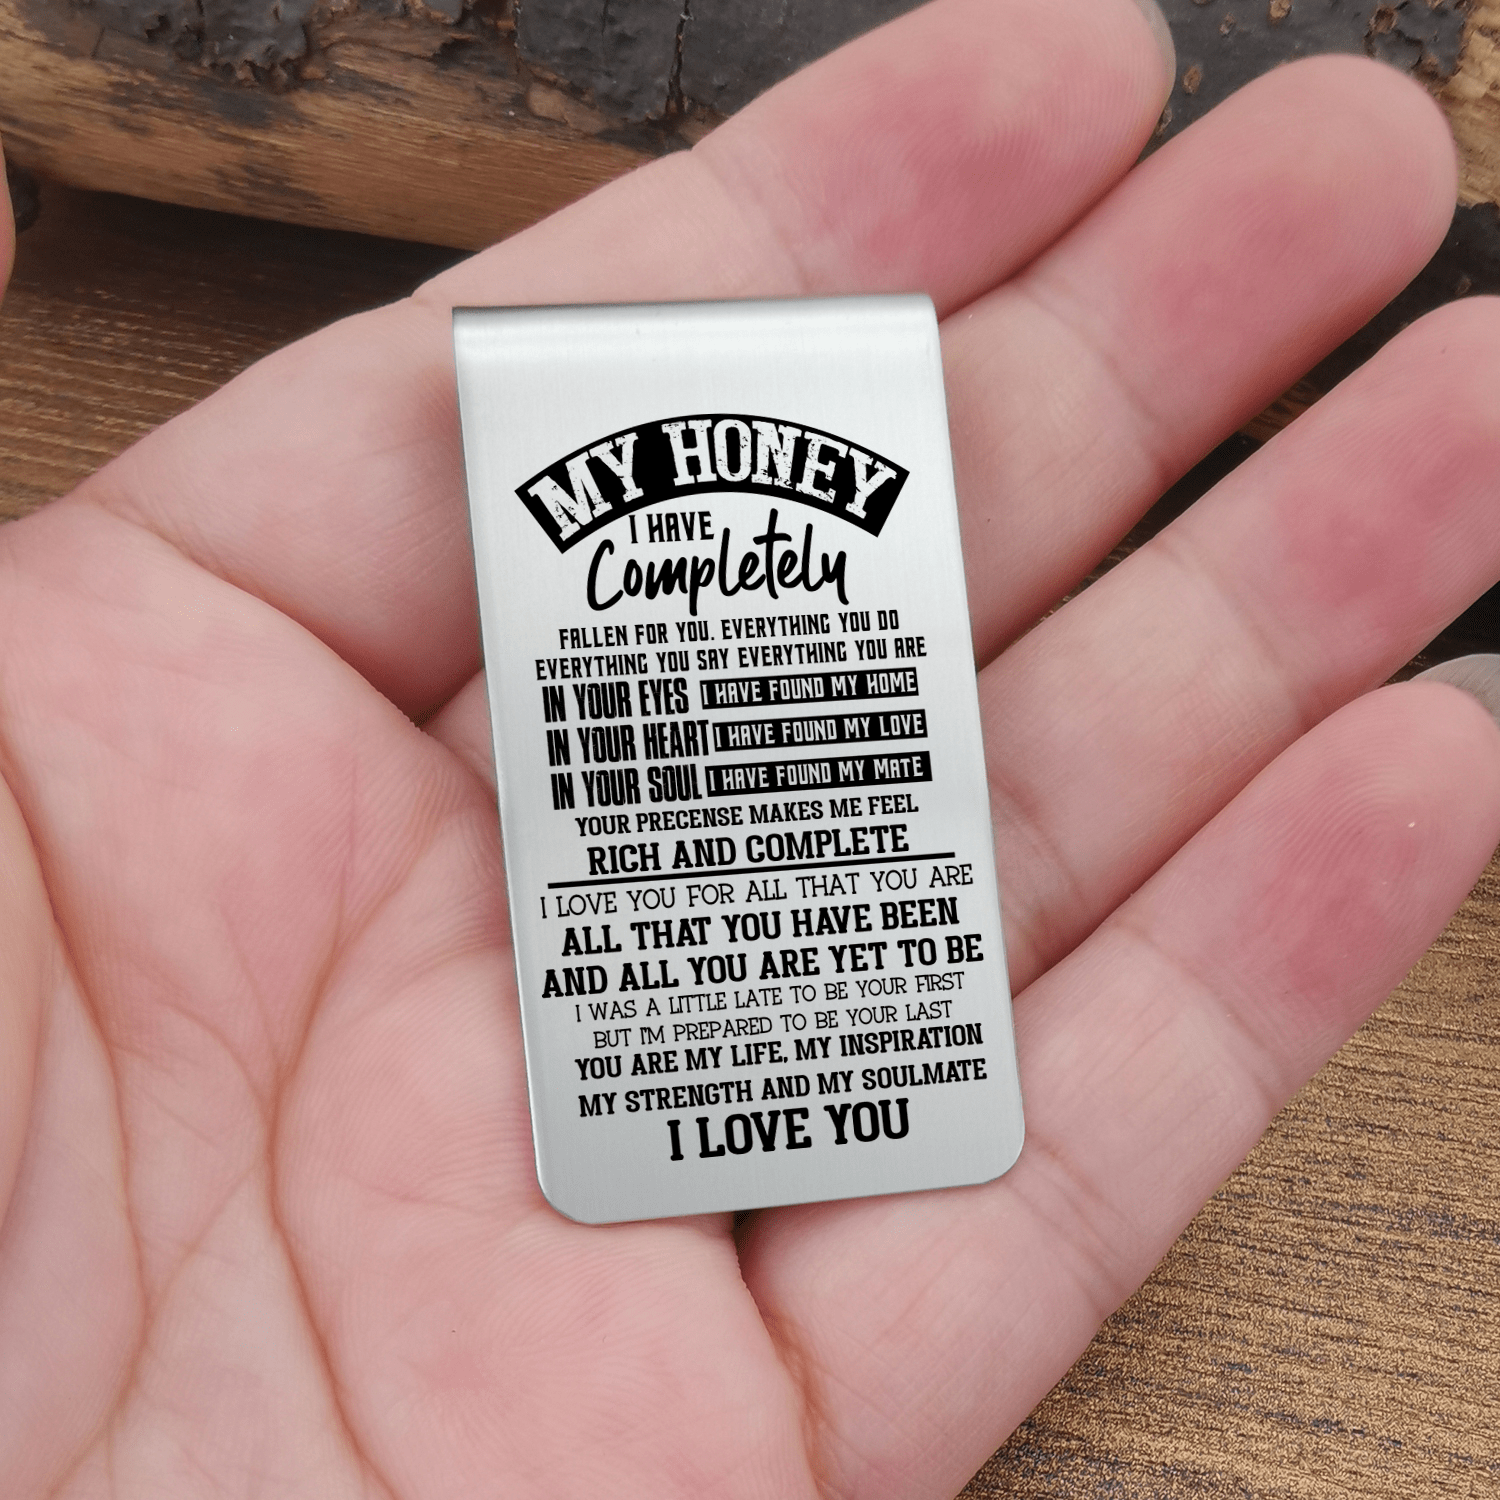 MY HONEY
I HAVE
Completely
FALLEN FOR YOU. EVERYTHING YOU DO
EVERYTHING YOU SAY EVERYTHING YOU ARE
IN YOUR EYES I HAVE FOUND MY HOME
IN YOUR HEART I HAVE FOUND MY LOVE
IN YOUR SOUL I HAVE FOUND MY MATE
YOUR PRECENSE MAKES ME FEEL
RICH AND COMPLETE
I LOVE YOU FOR ALL THAT YOU ARE
ALL THAT YOU HAVE BEEN
AND ALL YOU ARE YET TO BE
I WAS A LITTLE LATE TO BE YOUR FIRST
BUT I'M PREPARED TO BE YOUR LAST
YOU ARE MY LIFE, MY INSPIRATION
MY STRENGTH AND MY SOULMATE
I LOVE YOU